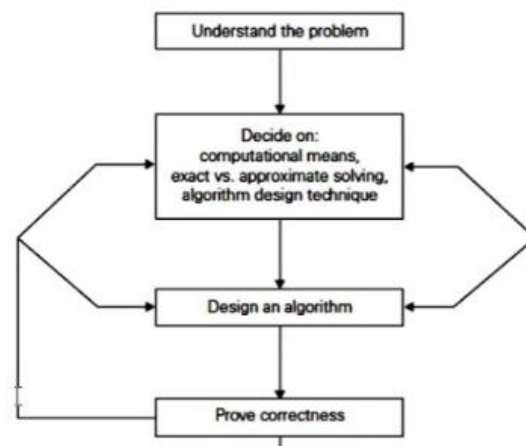 Understand the problem
Decide on:
computational means,
exact vs. approximate solving,
algorithm design technique
Design an algorithm
Prove correctness